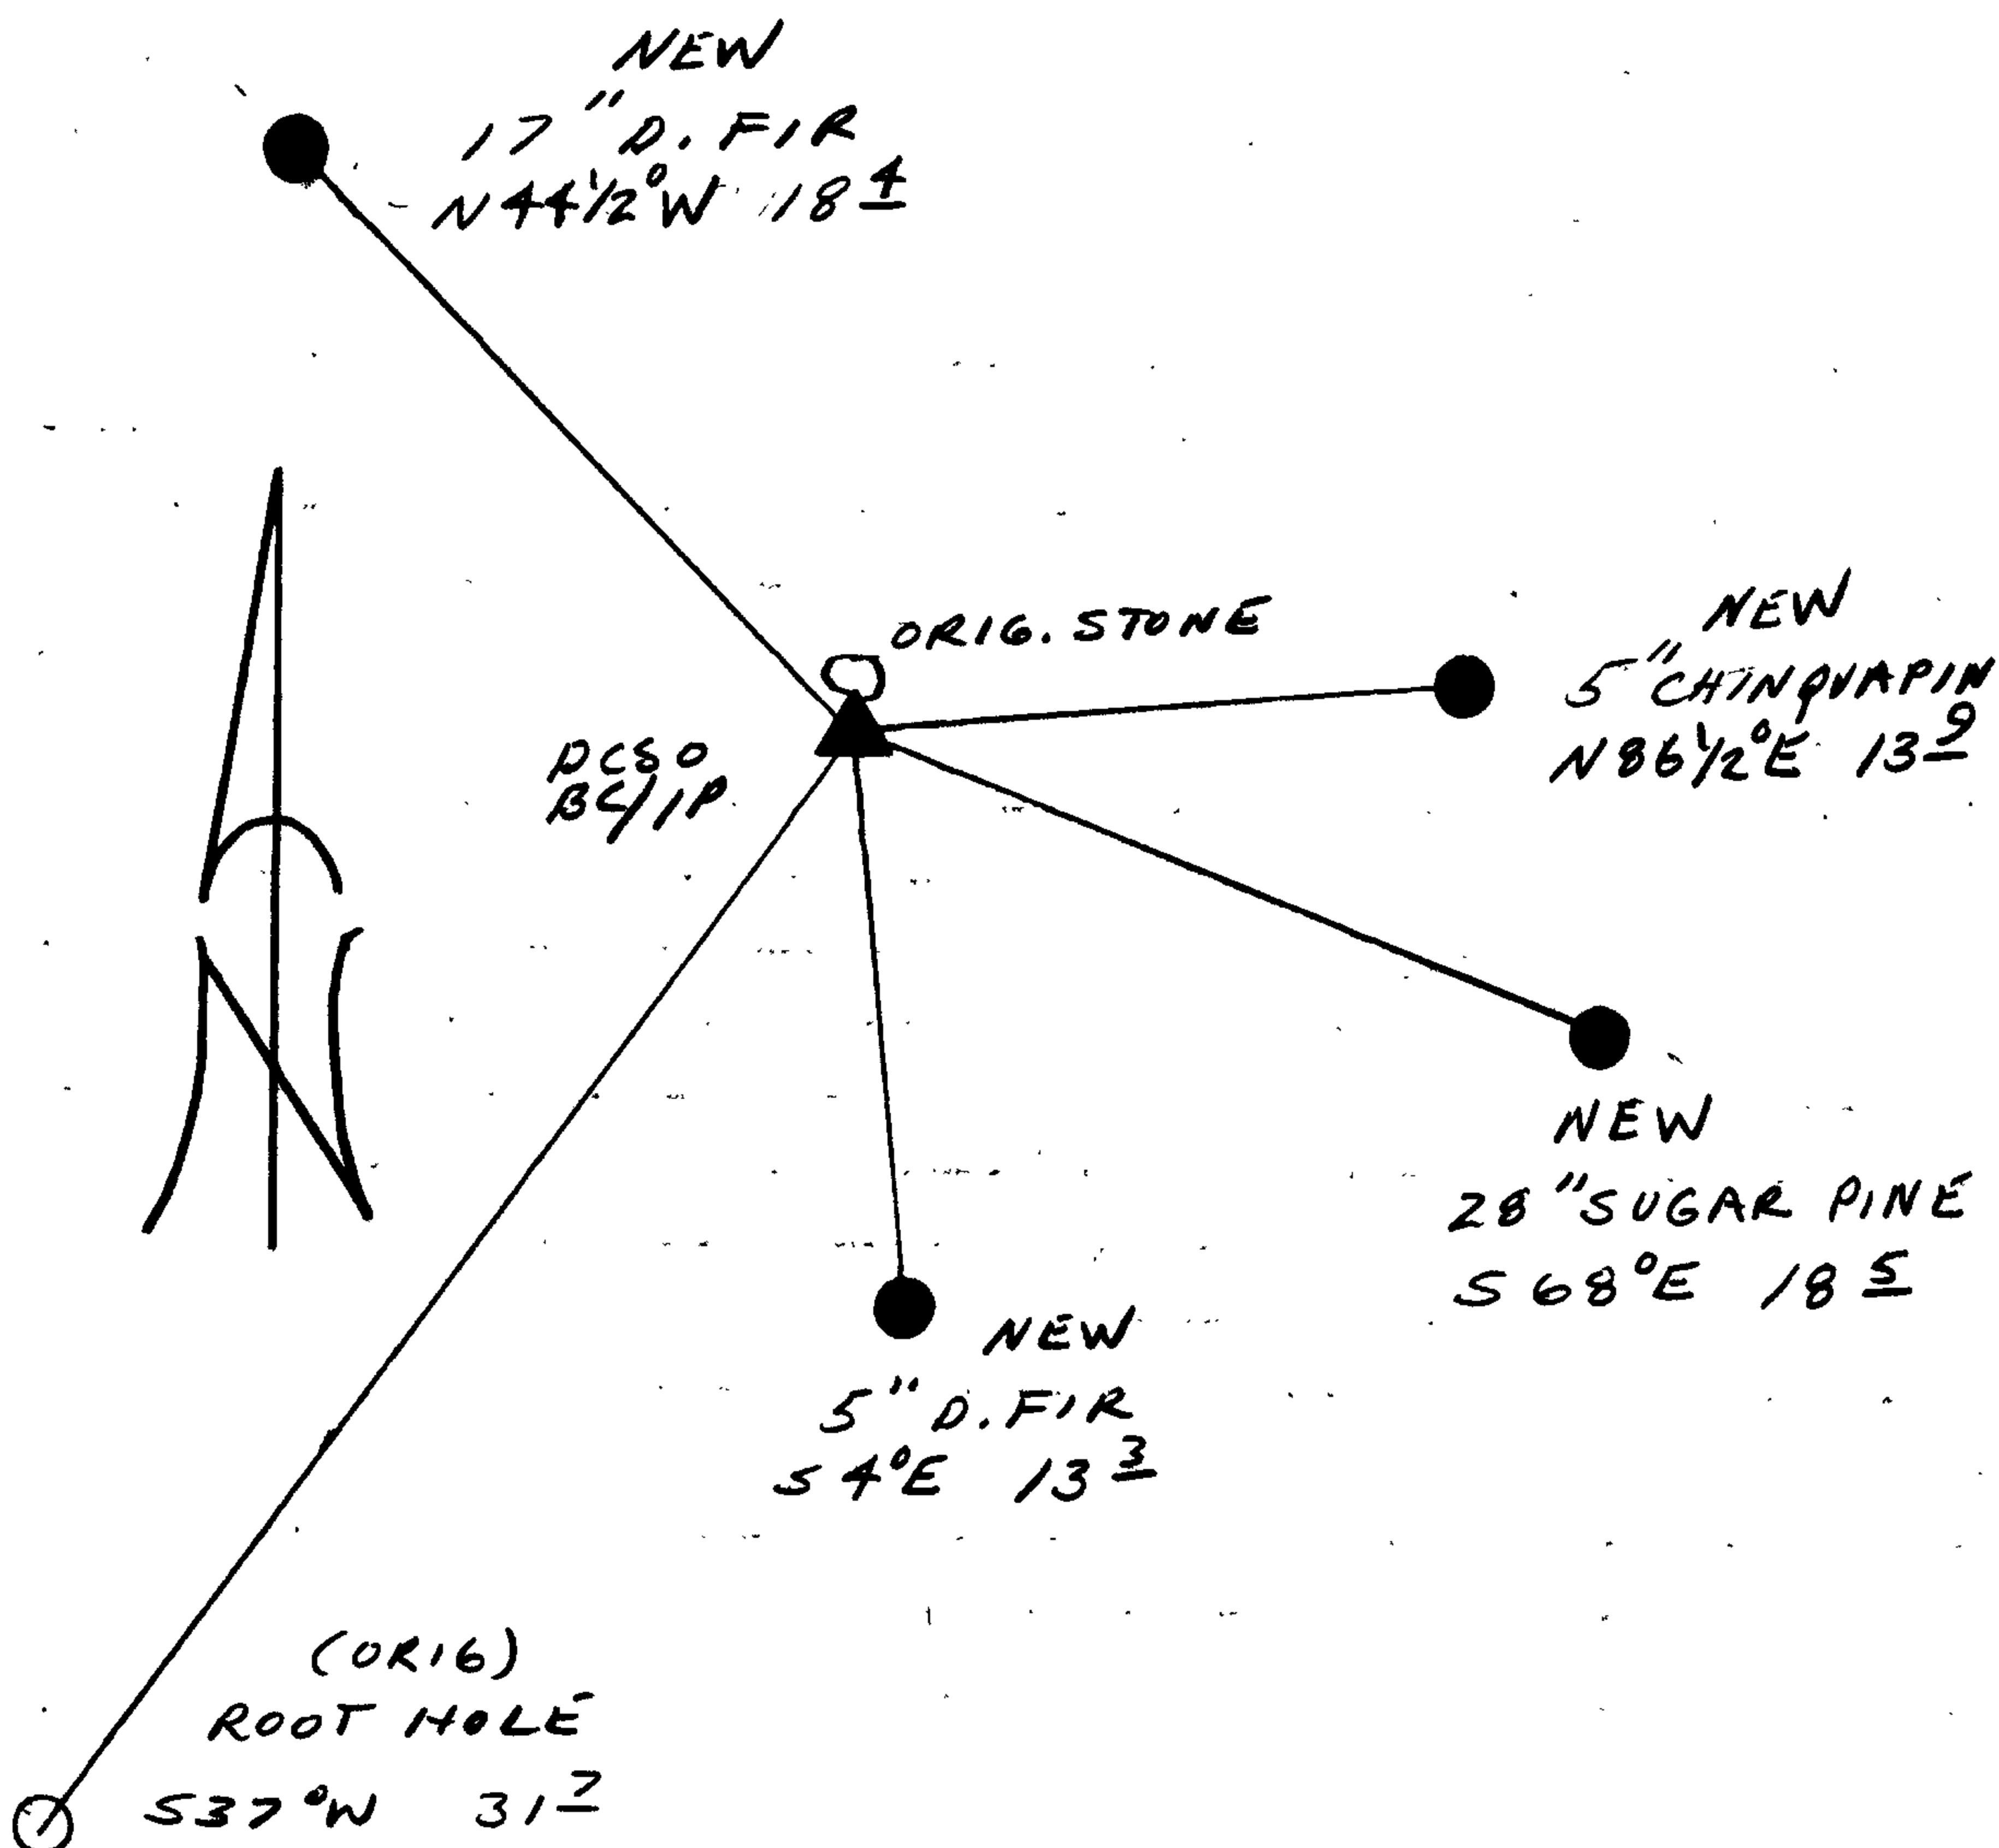 NEW
17" D. FIR
N44½°W 18 4
ORIG. STONE
NEW
5" CHINQUAPIN
N86½°E 13 9
DCSO
BC/IP
N
NEW
28" SUGAR PINE
S68°E 18 5
NEW
5" D. FIR
S4°E 13 3
(ORIG)
ROOT HOLE
S37°W 31 7